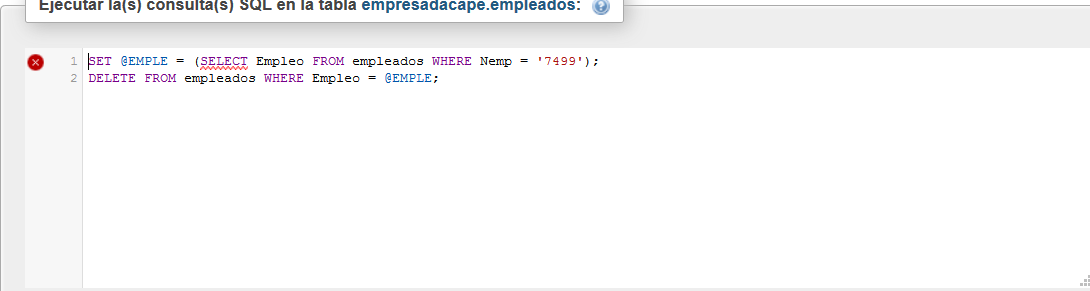 Ejecutar la(s) consulta(s) SQL en la tabla empresadacape.empleados:
1 SET @EMPLE = (SELECT Empleo FROM empleados WHERE Nemp = '7499');
2 DELETE FROM empleados WHERE Empleo = @EMPLE;